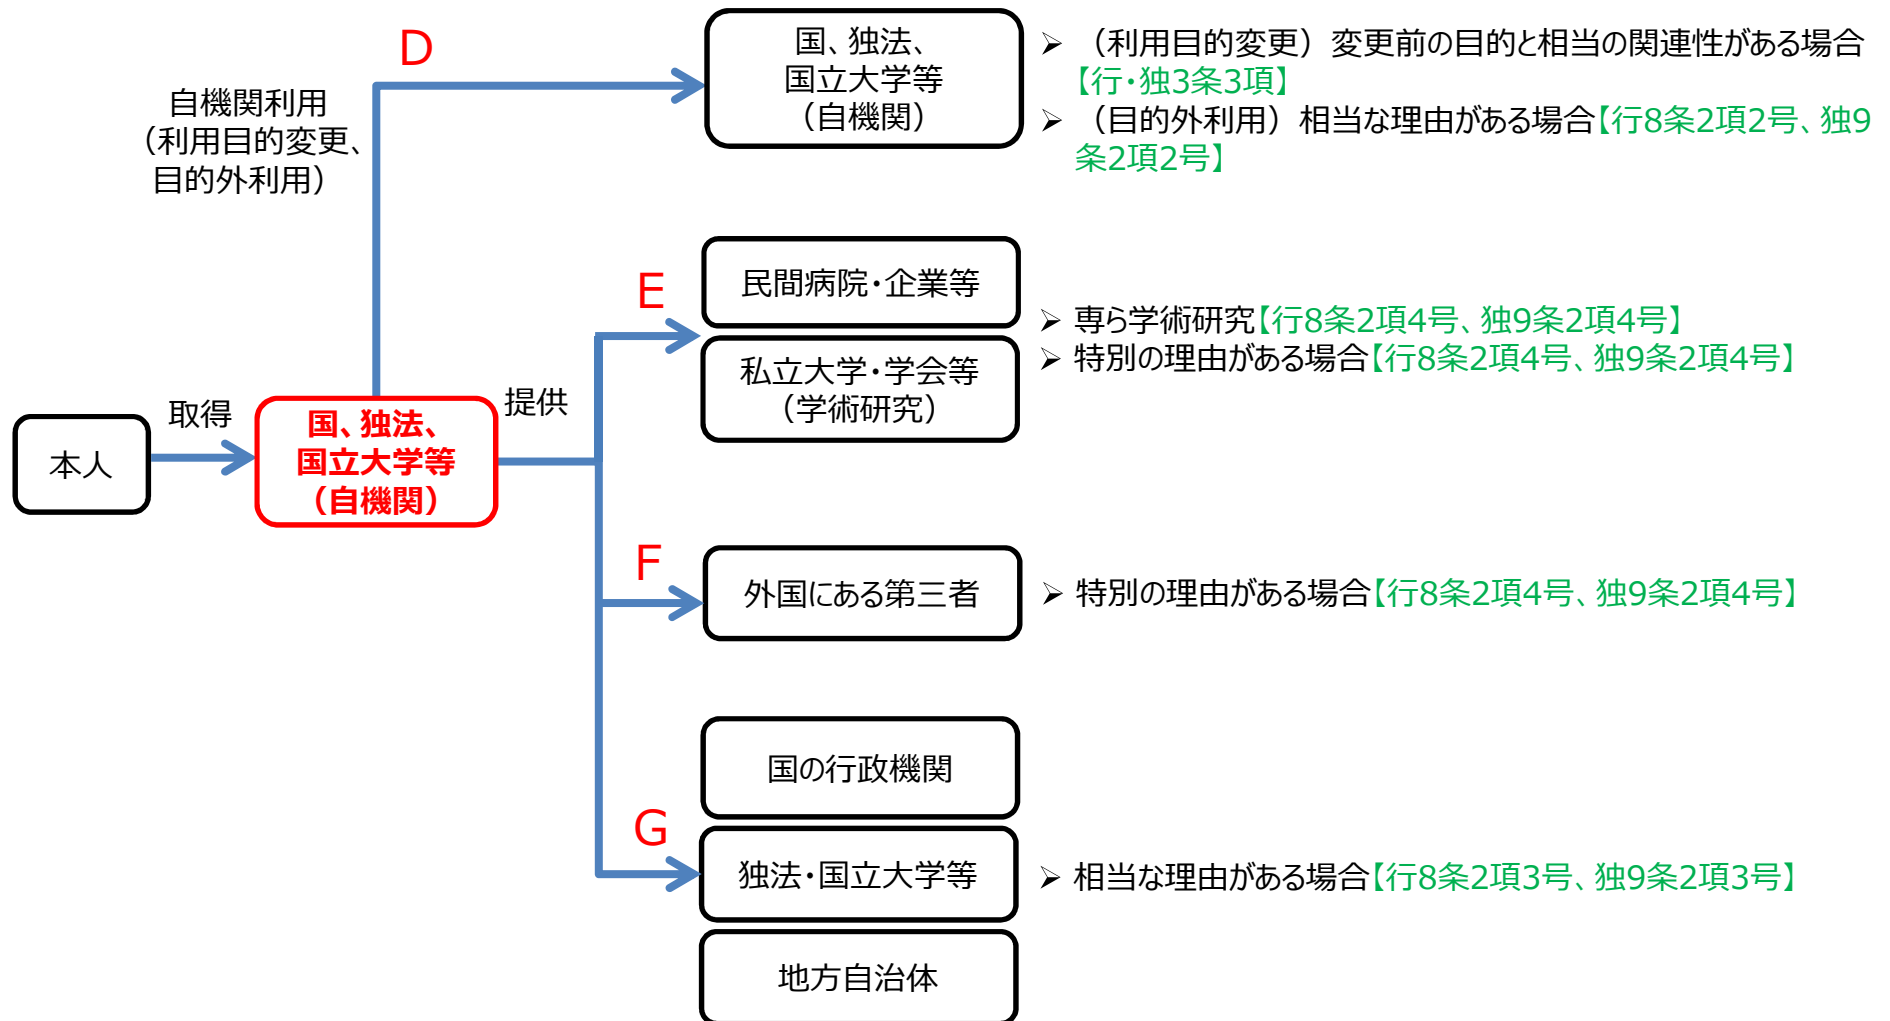 D
国、独法、
国立大学等
（自機関）
➢ （利用目的変更）変更前の目的と相当の関連性がある場合
【行・独3条3項】
➢ （目的外利用）相当な理由がある場合【行8条2項2号、独9
条2項2号】
自機関利用
（利用目的変更、
目的外利用）
E
民間病院・企業等
私立大学・学会等
（学術研究）
➢ 専ら学術研究【行8条2項4号、独9条2項4号】
➢ 特別の理由がある場合【行8条2項4号、独9条2項4号】
本人
取得
国、独法、
国立大学等
（自機関）
提供
F
外国にある第三者
➢ 特別の理由がある場合【行8条2項4号、独9条2項4号】
国の行政機関
G
独法・国立大学等
➢ 相当な理由がある場合【行8条2項3号、独9条2項3号】
地方自治体